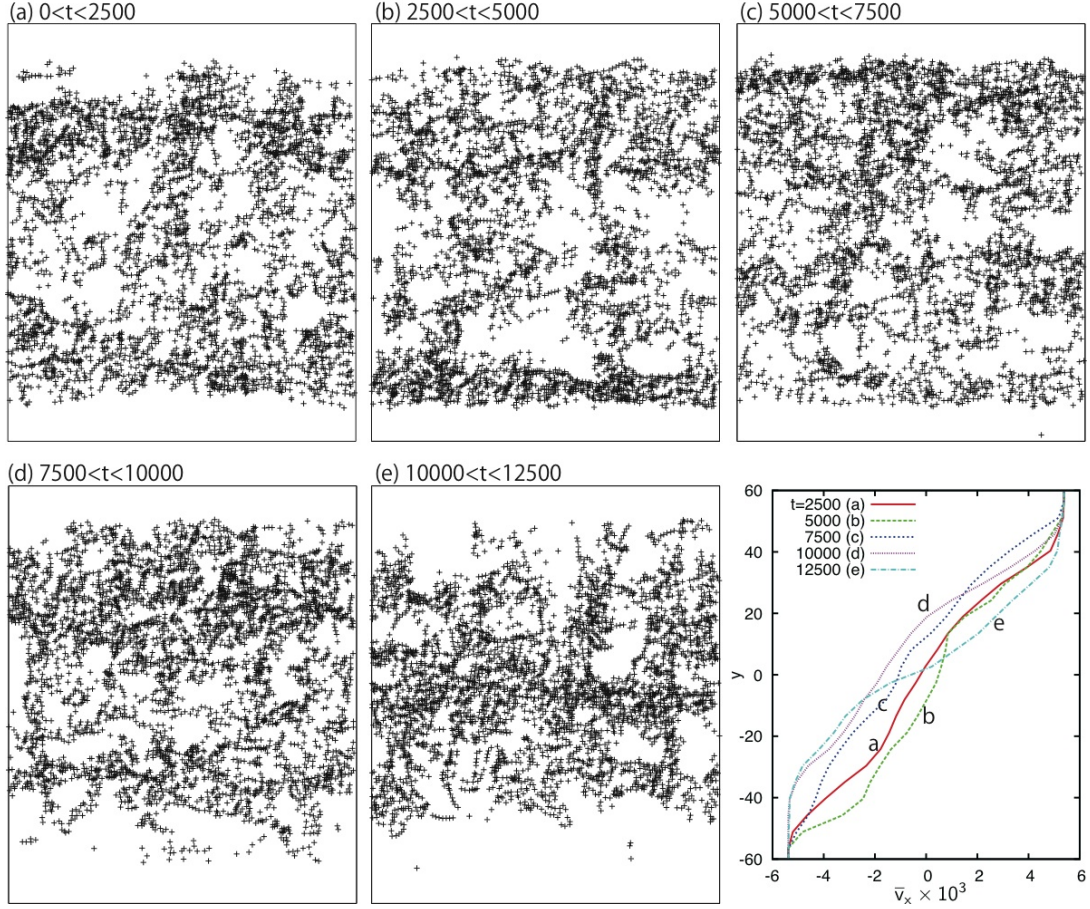 (a) 0<t<2500
(b) 2500<t<5000
(c) 5000<t<7500
(d) 7500<t<10000
(e) 10000<t<12500
60
40
20
0
-20
-40
-60
y
t=2500 (a)
5000 (b)
7500 (c)
10000 (d)
12500 (e)
d
e
c
b
a
-6 -4 -2 0 2 4 6
v̅ₓ × 10³